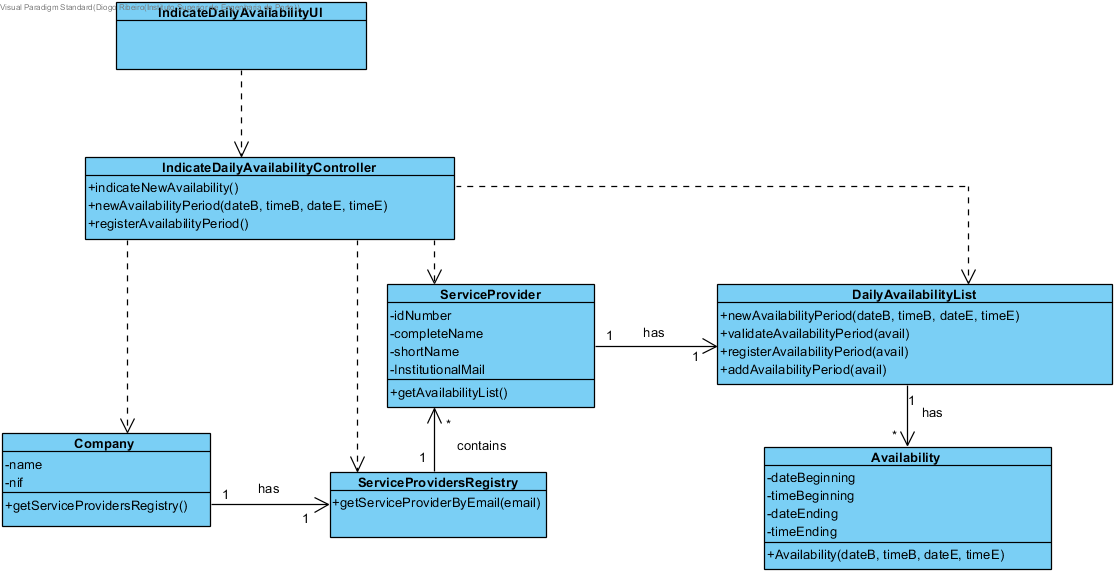 Visual Paradigm Standard(Diogo Ribeiro(Instituto Superior de Engenharia do Porto))
IndicateDailyAvailabilityUI
IndicateDailyAvailabilityController
+indicateNewAvailability()
+newAvailabilityPeriod(dateB, timeB, dateE, timeE)
+registerAvailabilityPeriod()
ServiceProvider
-idNumber
-completeName
-shortName
-InstitutionalMail
+getAvailabilityList()
1
has
1
DailyAvailabilityList
+newAvailabilityPeriod(dateB, timeB, dateE, timeE)
+validateAvailabilityPeriod(avail)
+registerAvailabilityPeriod(avail)
+addAvailabilityPeriod(avail)
1
has
*
*
contains
1
Company
-name
-nif
+getServiceProvidersRegistry()
1
has
1
ServiceProvidersRegistry
+getServiceProviderByEmail(email)
Availability
-dateBeginning
-timeBeginning
-dateEnding
-timeEnding
+Availability(dateB, timeB, dateE, timeE)